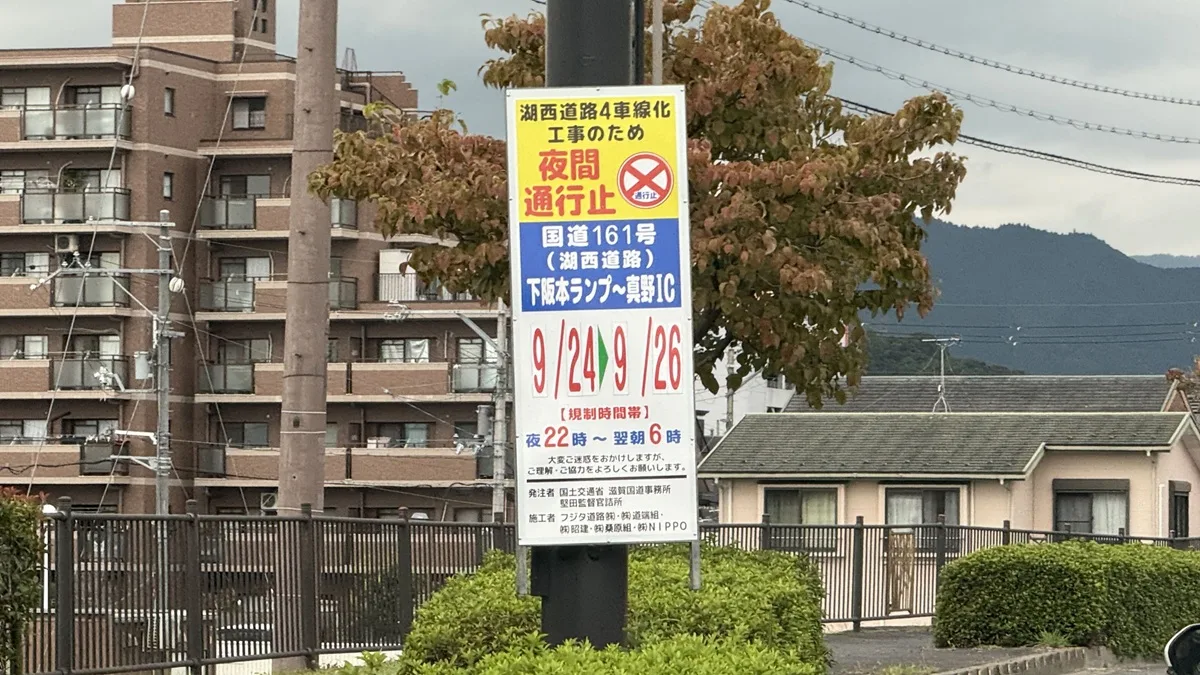 湖西道路4車線化
工事のため
夜間
通行止
通行止
国道161号
(湖西道路)
下阪本ランプ～真野IC
9/24▶9/26
【規制時間帯】
夜22時～翌朝6時
大変ご迷惑をおかけしますが、
ご理解・ご協力をよろしくお願いします。
発注者 国土交通省 滋賀国道事務所
堅田監督官詰所
施工者 フジタ道路㈱・㈱道端組・
㈱昭建・㈱桑原組・㈱NIPPO